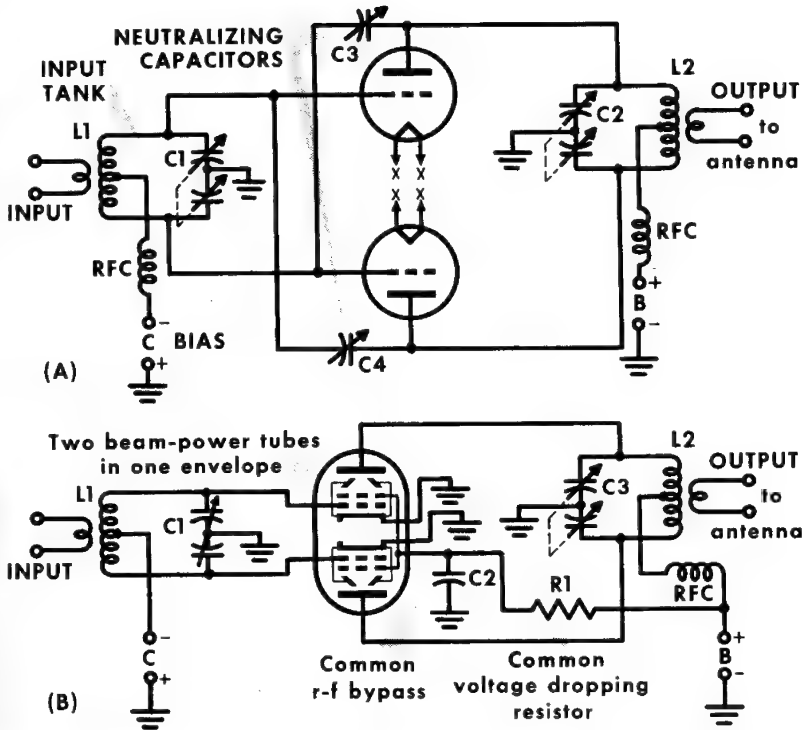 NEUTRALIZING
CAPACITORS
C3
INPUT
TANK
L1
C1
INPUT
RFC
-
C
+
BIAS
X X
X X
C4
C2
L2
OUTPUT
to
antenna
RFC
+
B
-
(A)
Two beam-power tubes
in one envelope
L1
C1
INPUT
-
C
+
C2
R1
C3
L2
OUTPUT
to
antenna
RFC
+
B
-
Common
r-f bypass
Common
voltage dropping
resistor
(B)